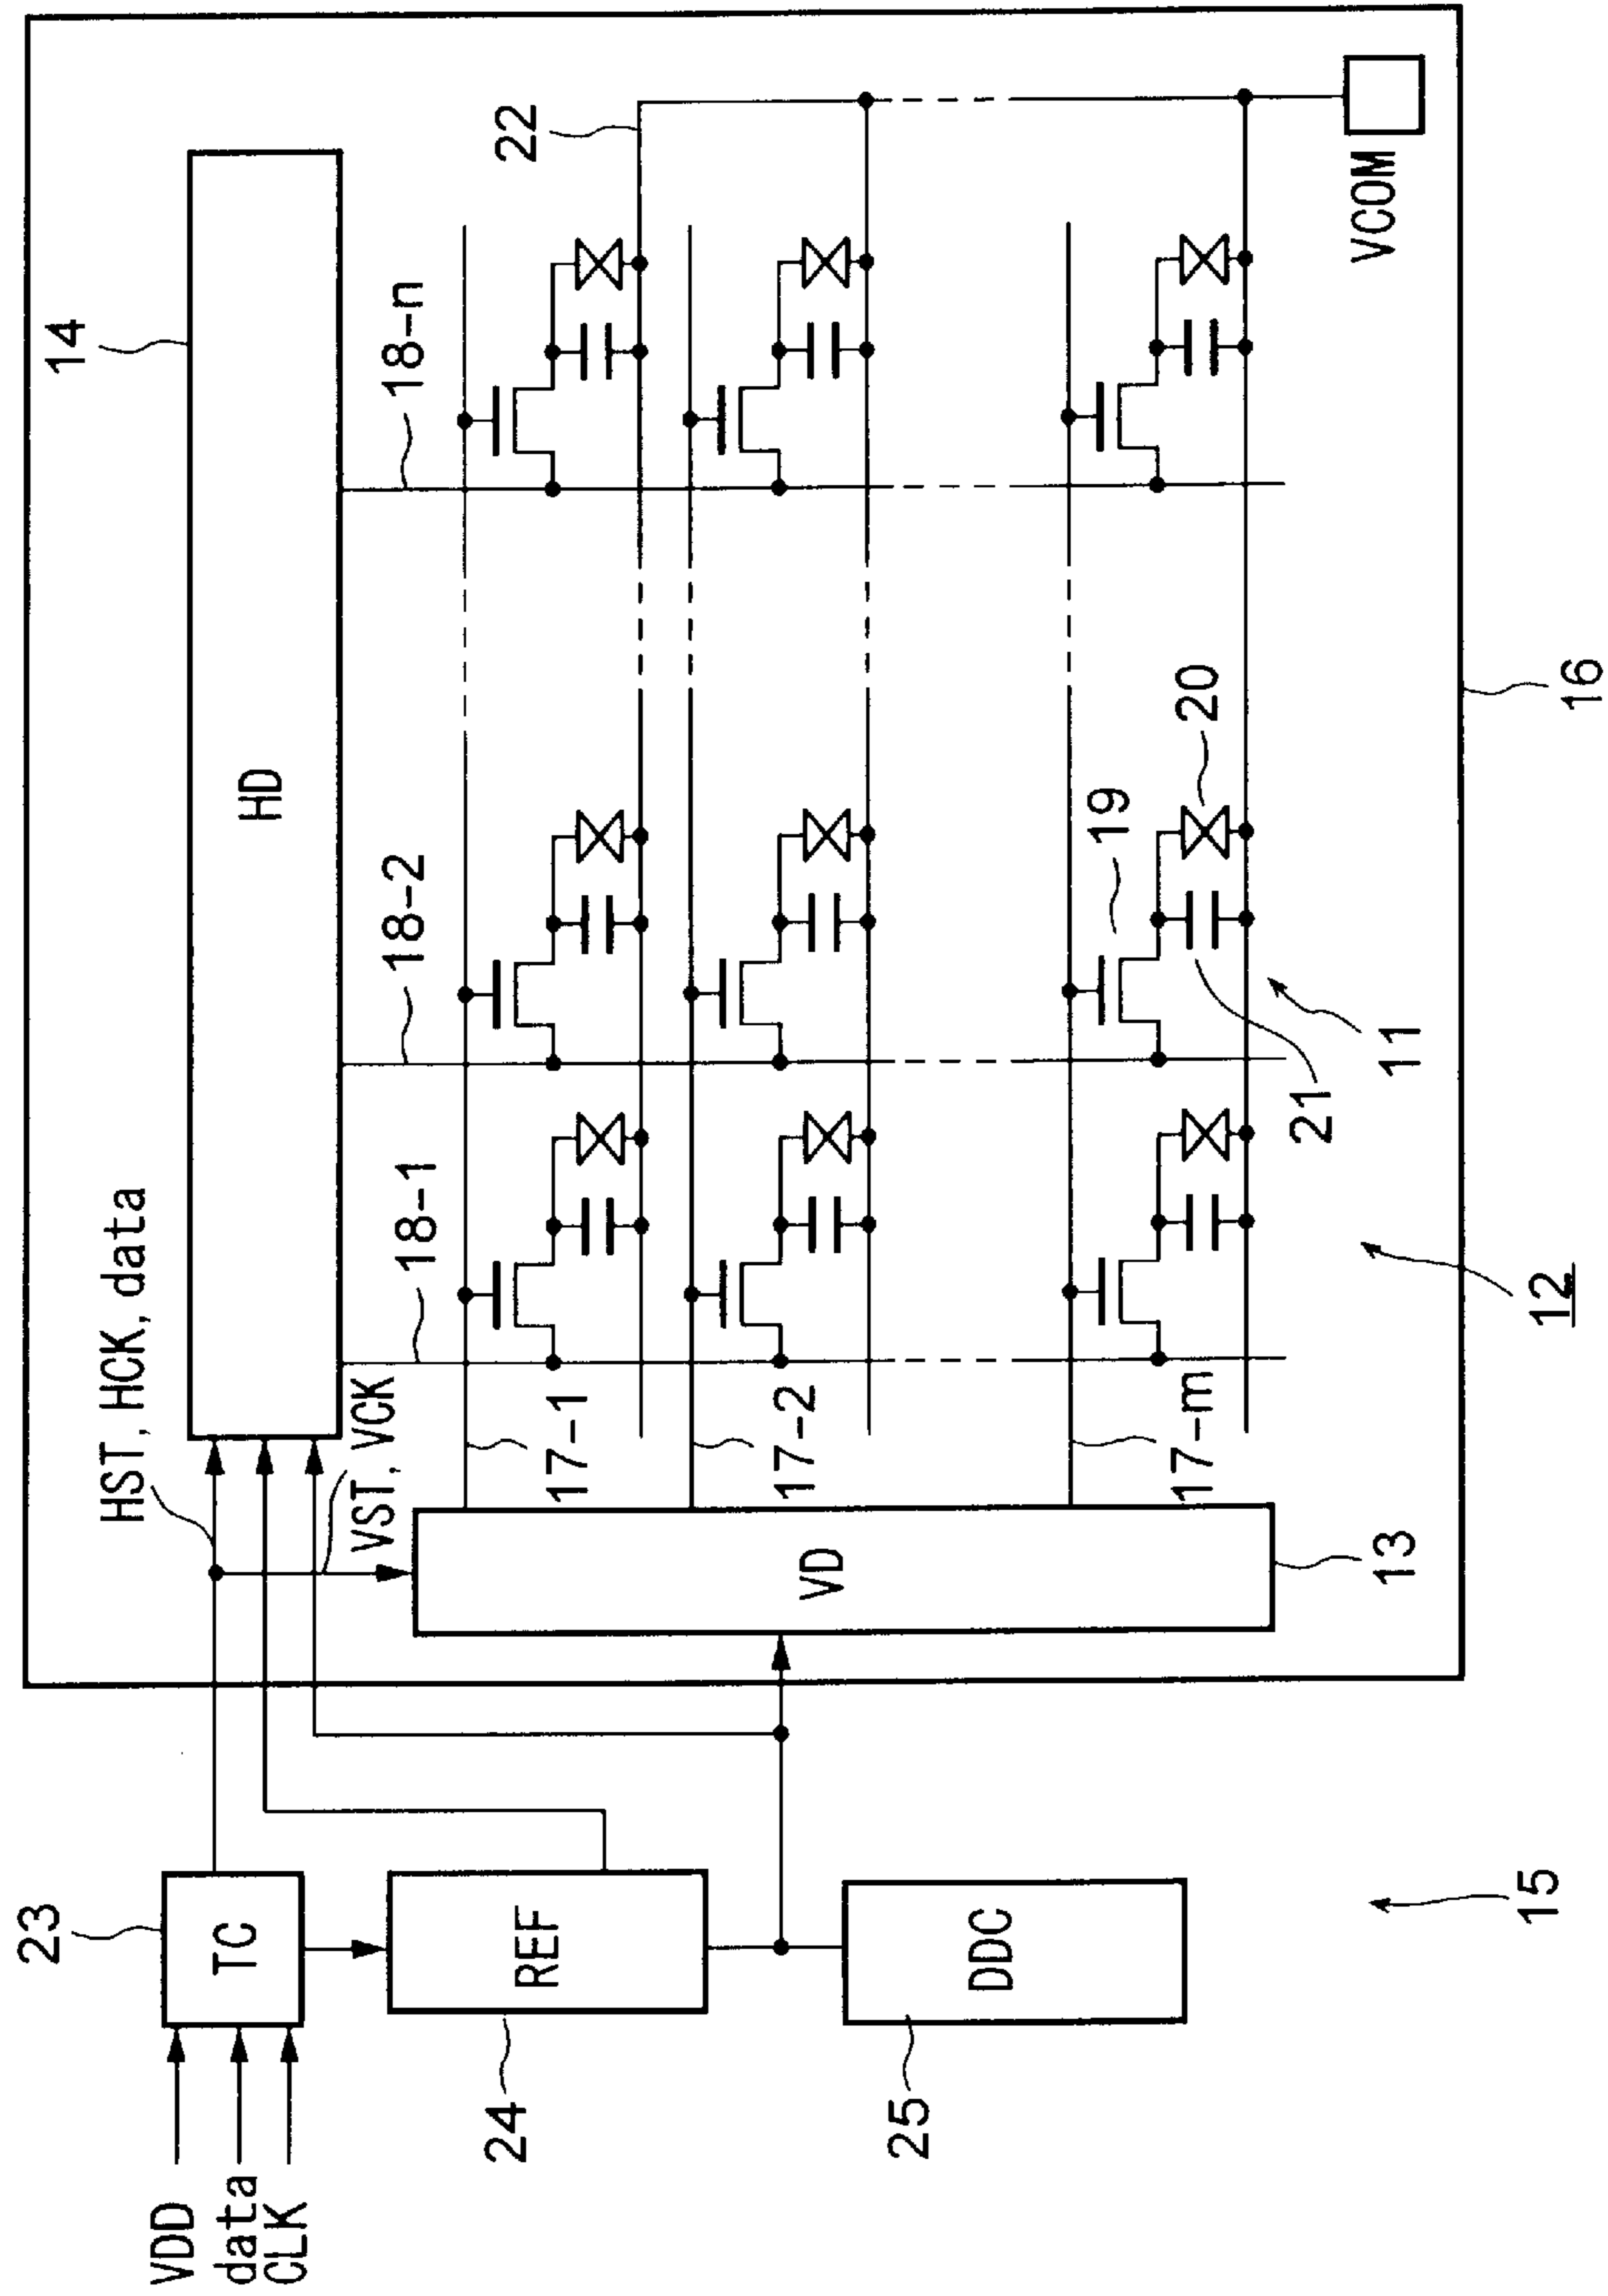 14
HD
HST, HCK, data
VST, VCK
18-1
18-2
18-n
22
17-1
17-2
17-m
VD
13
19
20
21
11
12
16
VCOM
VDD
data
CLK
TC
23
REF
24
DDC
25
15